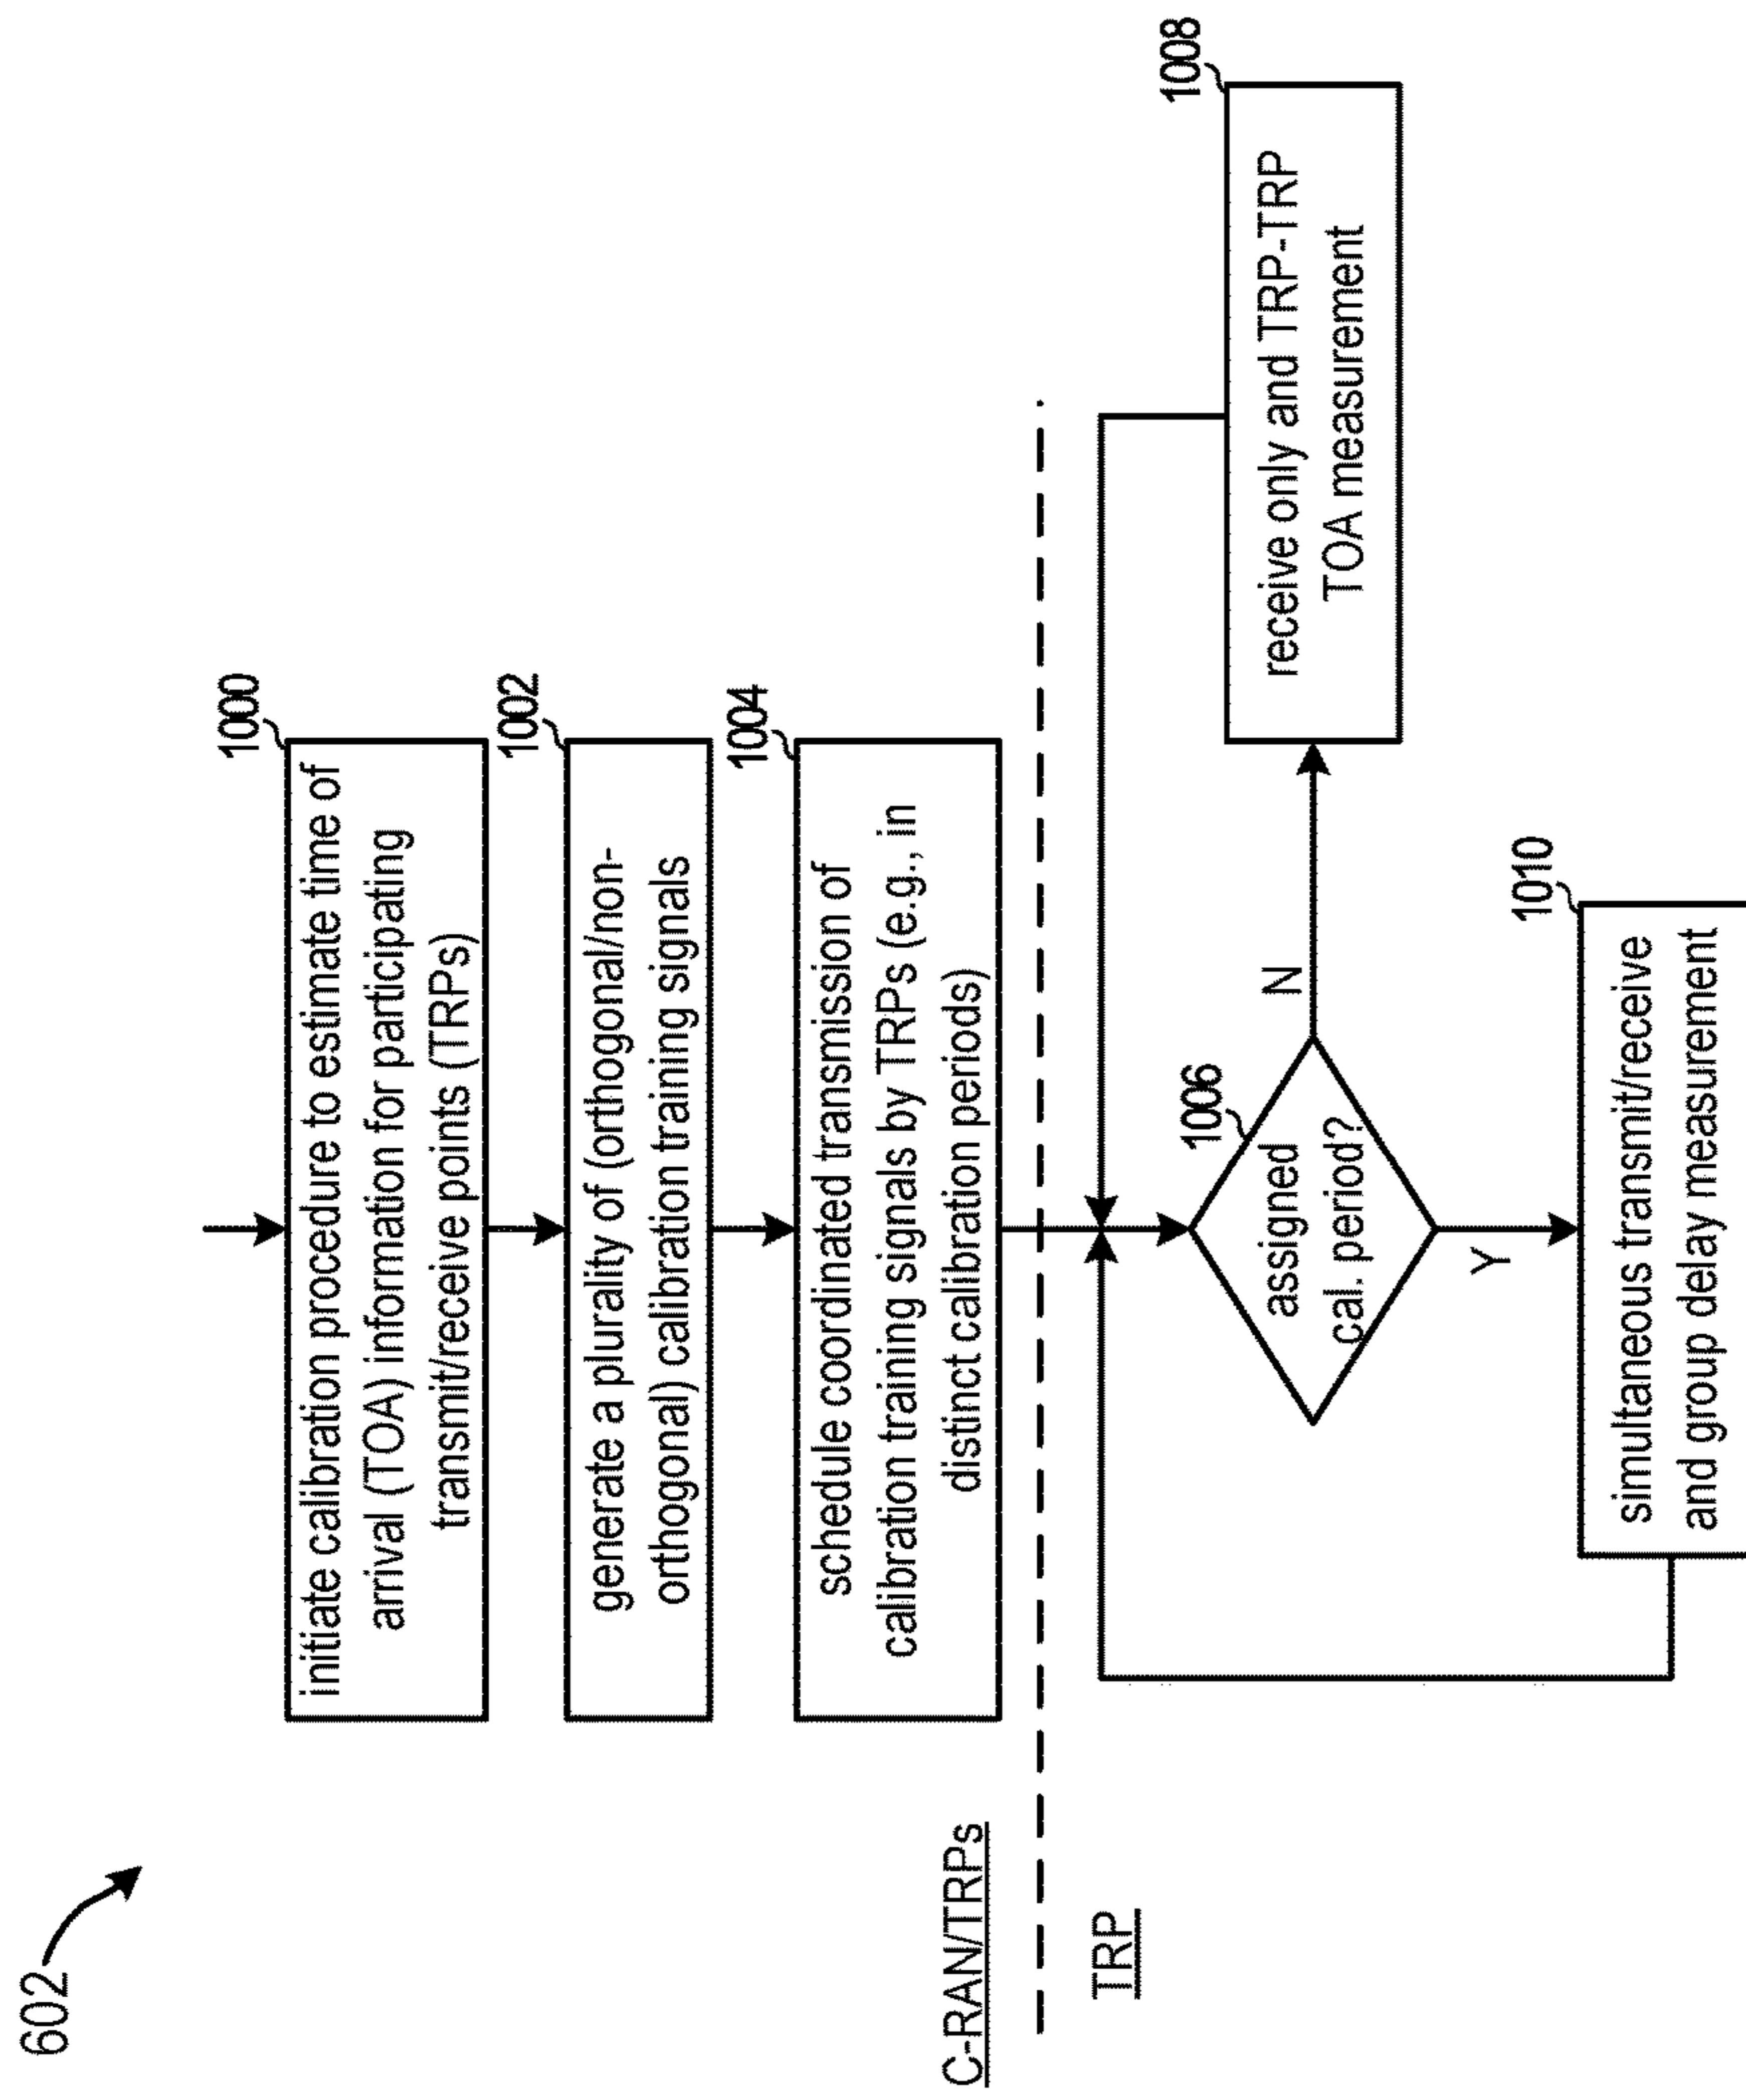 602
1000
initiate calibration procedure to estimate time of
arrival (TOA) information for participating
transmit/receive points (TRPs)
1002
generate a plurality of (orthogonal/non-
orthogonal) calibration training signals
1004
schedule coordinated transmission of
calibration training signals by TRPs (e.g., in
distinct calibration periods)
C-RAN/TRPs
TRP
1006
assigned
cal. period?
N
Y
1008
receive only and TRP-TRP
TOA measurement
1010
simultaneous transmit/receive
and group delay measurement